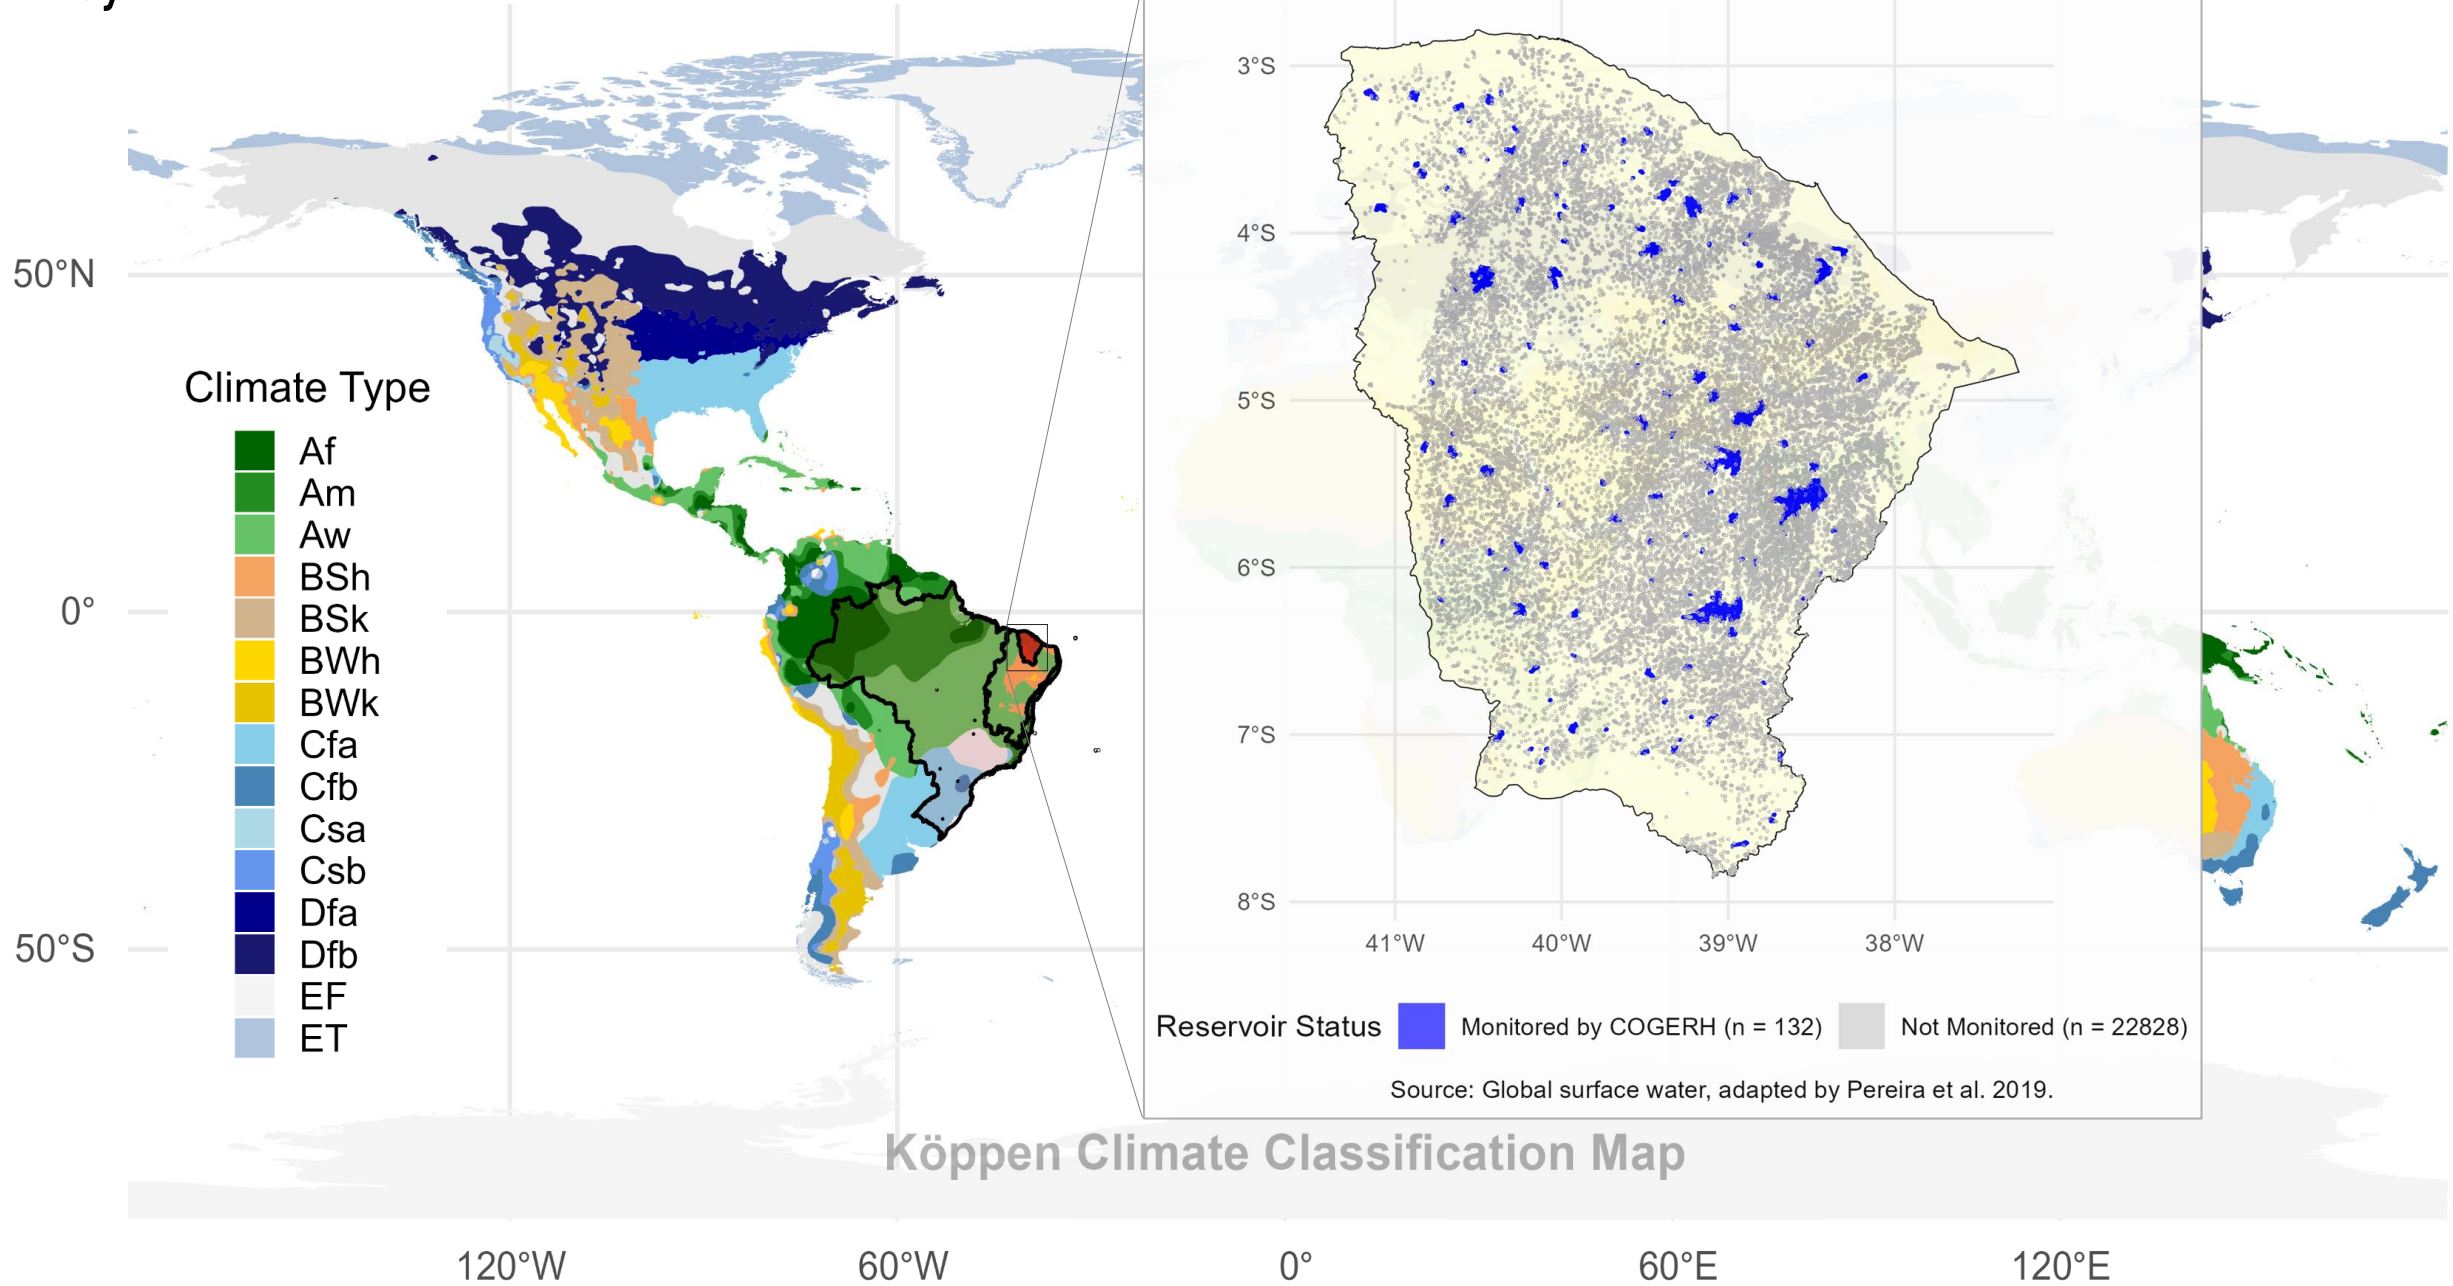 3°S
4°S
5°S
6°S
7°S
8°S
41°W 40°W 39°W 38°W
Reservoir Status Monitored by COGERH (n = 132) Not Monitored (n = 22828)
Source: Global surface water, adapted by Pereira et al. 2019.
50°N
0°
50°S
Climate Type
Af
Am
Aw
BSh
BSk
BWh
BWk
Cfa
Cfb
Csa
Csb
Dfa
Dfb
EF
ET
Köppen Climate Classification Map
120°W 60°W 0° 60°E 120°E